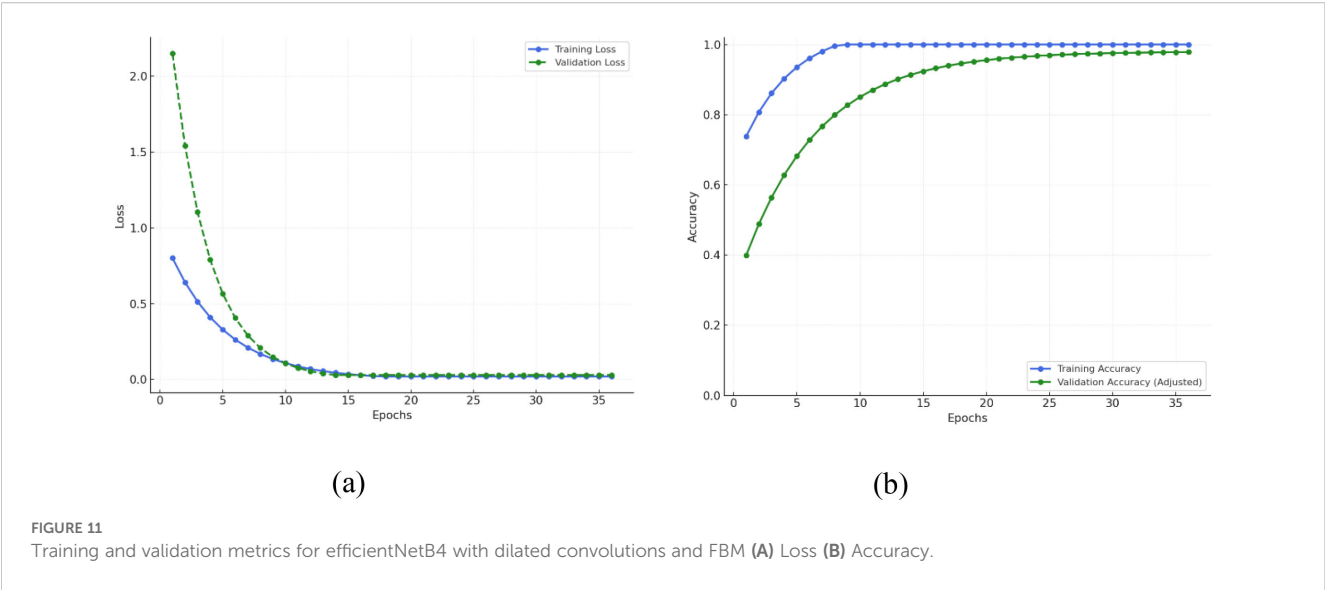 Training Loss
Validation Loss
2.0
1.5
1.0
0.5
0.0
Loss
0 5 10 15 20 25 30 35
Epochs
(a)
1.0
0.8
0.6
0.4
0.2
0.0
Accuracy
Training Accuracy
Validation Accuracy (Adjusted)
0 5 10 15 20 25 30 35
Epochs
(b)
FIGURE 11
Training and validation metrics for efficientNetB4 with dilated convolutions and FBM (A) Loss (B) Accuracy.